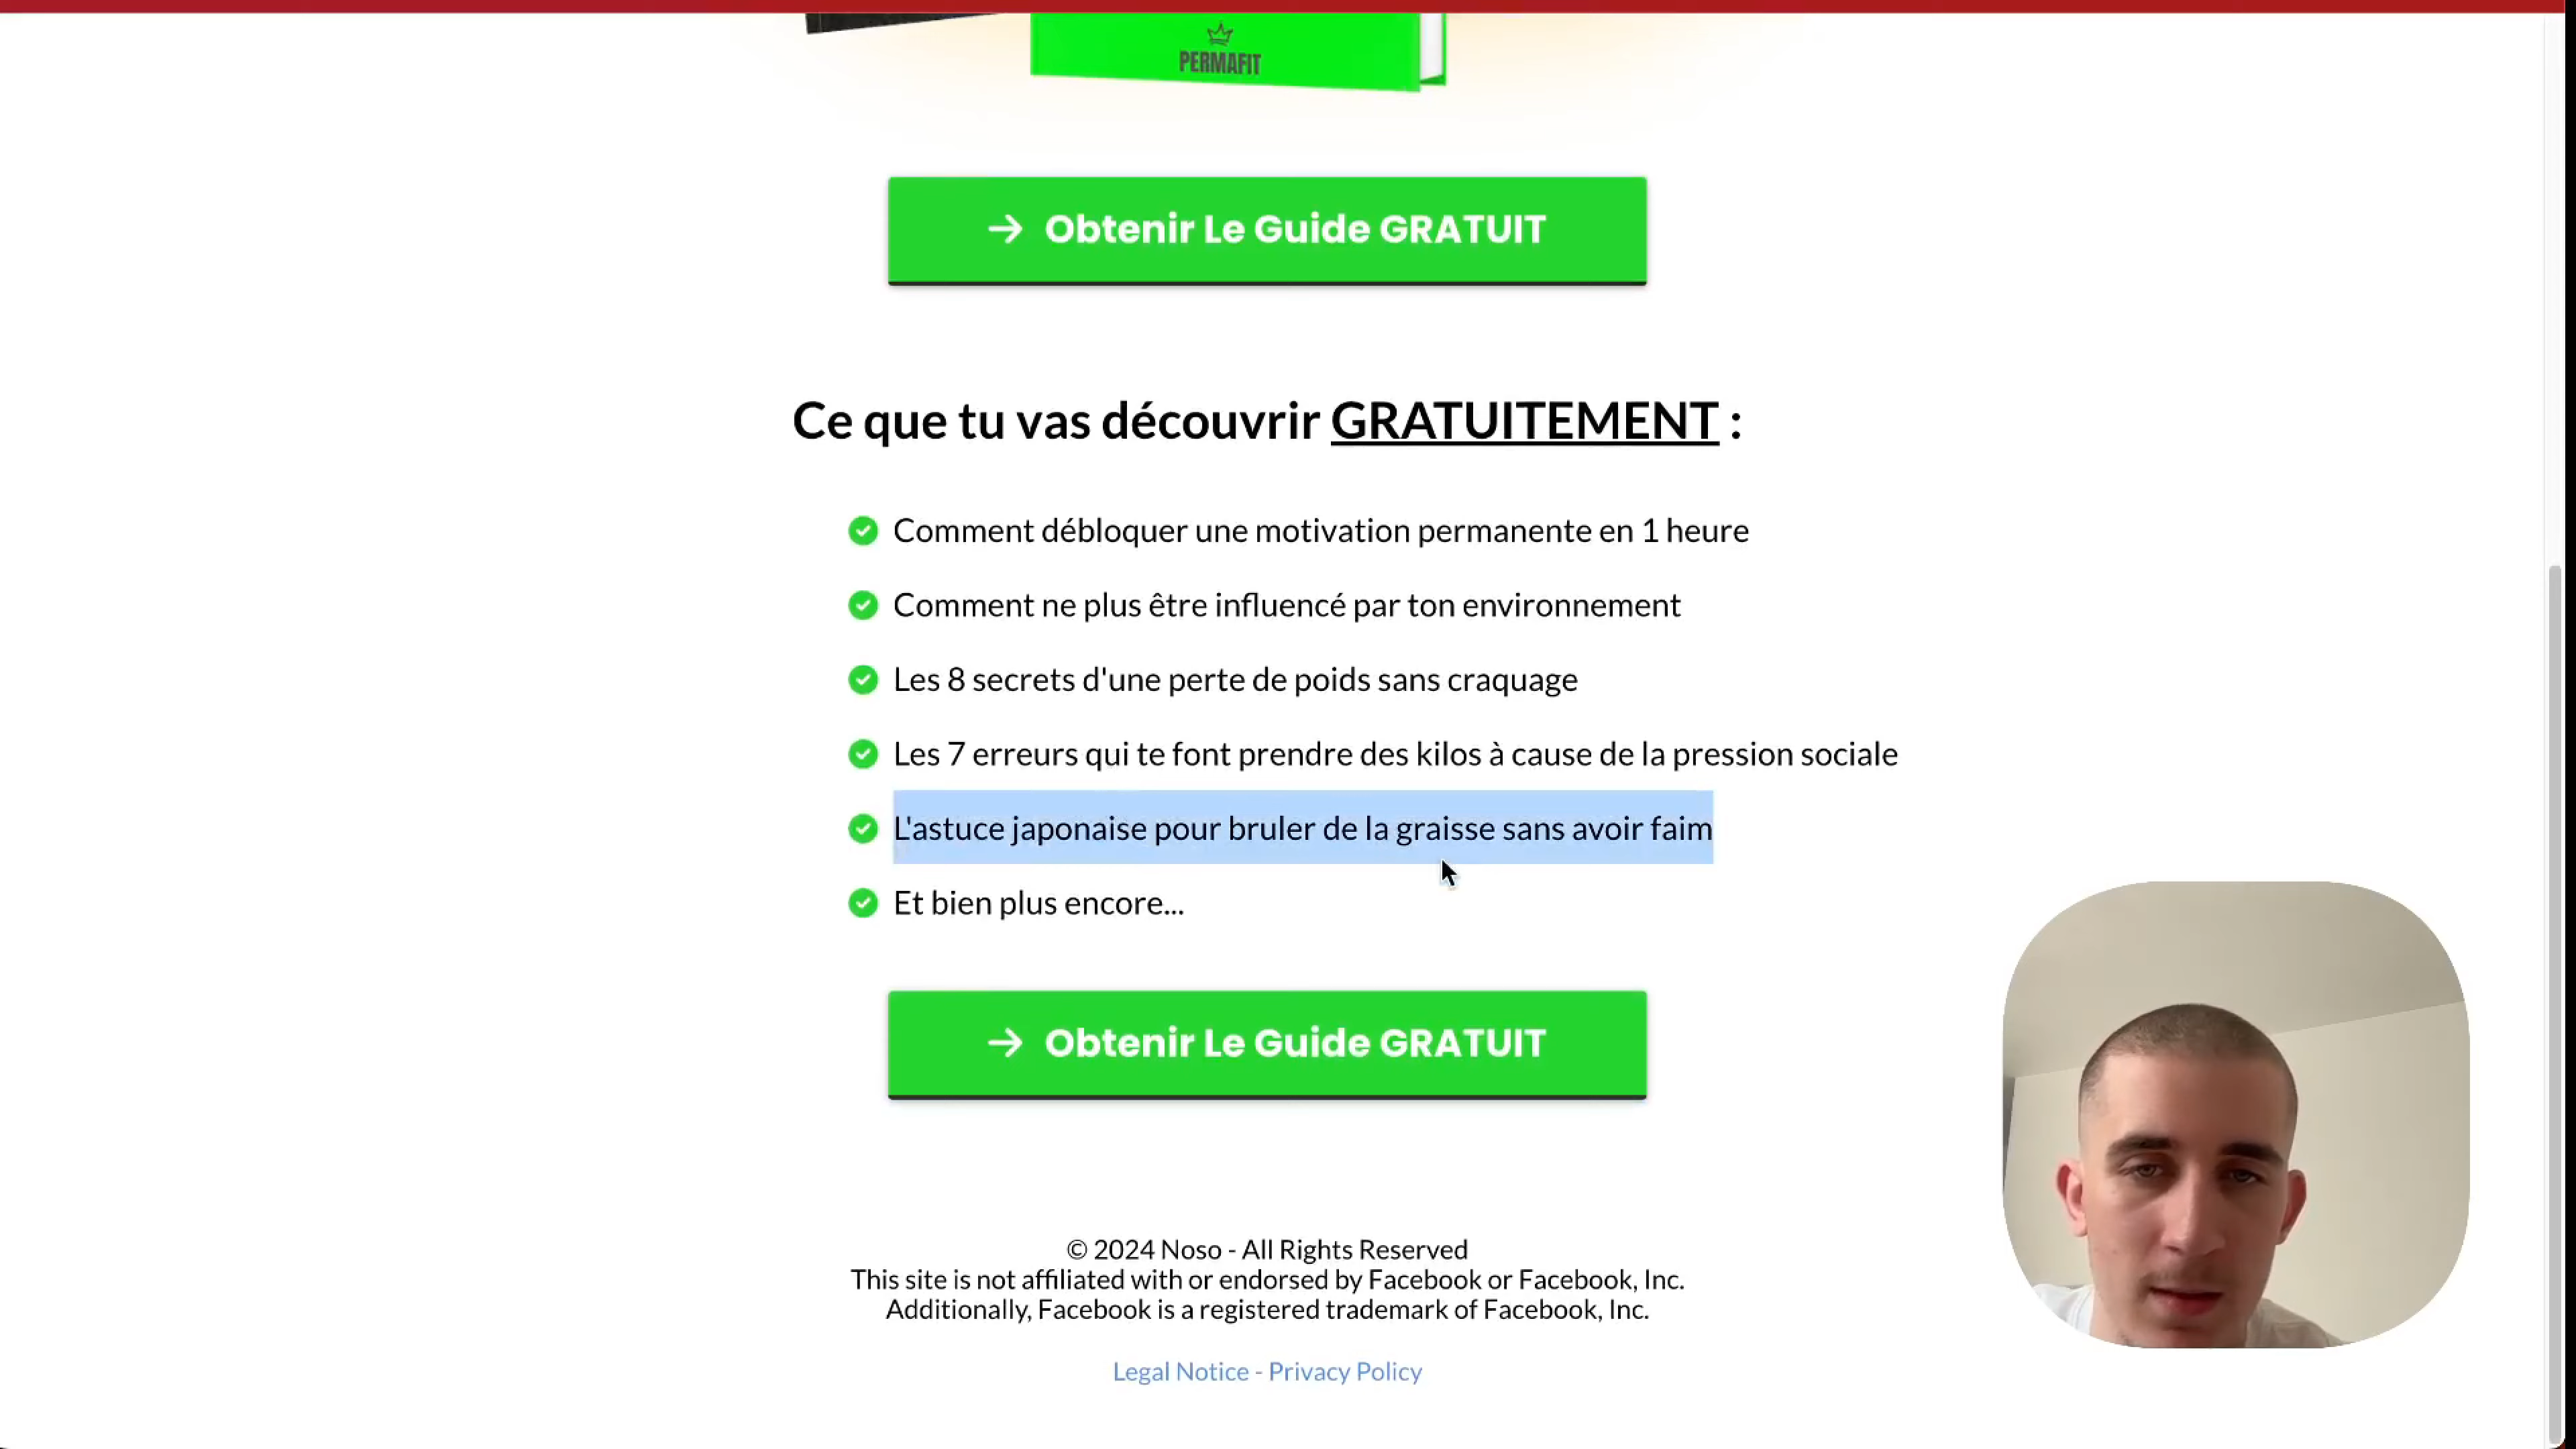 PERMAFIT
Obtenir Le Guide GRATUIT
Ce que tu vas découvrir GRATUITEMENT :
Comment débloquer une motivation permanente en 1 heure
Comment ne plus être influencé par ton environnement
Les 8 secrets d'une perte de poids sans craquage
Les 7 erreurs qui te font prendre des kilos à cause de la pression sociale
L'astuce japonaise pour bruler de la graisse sans avoir faim
Et bien plus encore...
Obtenir Le Guide GRATUIT
© 2024 Noso - All Rights Reserved
This site is not affiliated with or endorsed by Facebook or Facebook, Inc.
Additionally, Facebook is a registered trademark of Facebook, Inc.
Legal Notice - Privacy Policy